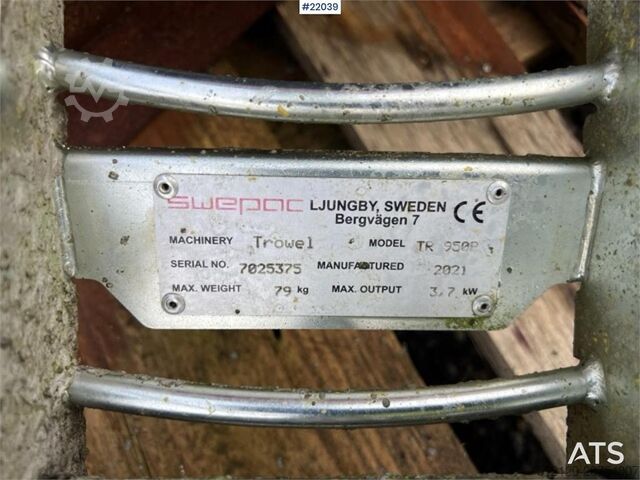 #22039
swepac LJUNGBY, SWEDEN CE
Bergvägen 7
MACHINERY Trowel MODEL TR 950P
SERIAL NO. 7025375 MANUFACTURED 2021
MAX. WEIGHT 79 kg MAX. OUTPUT 3,7 kW
ATS